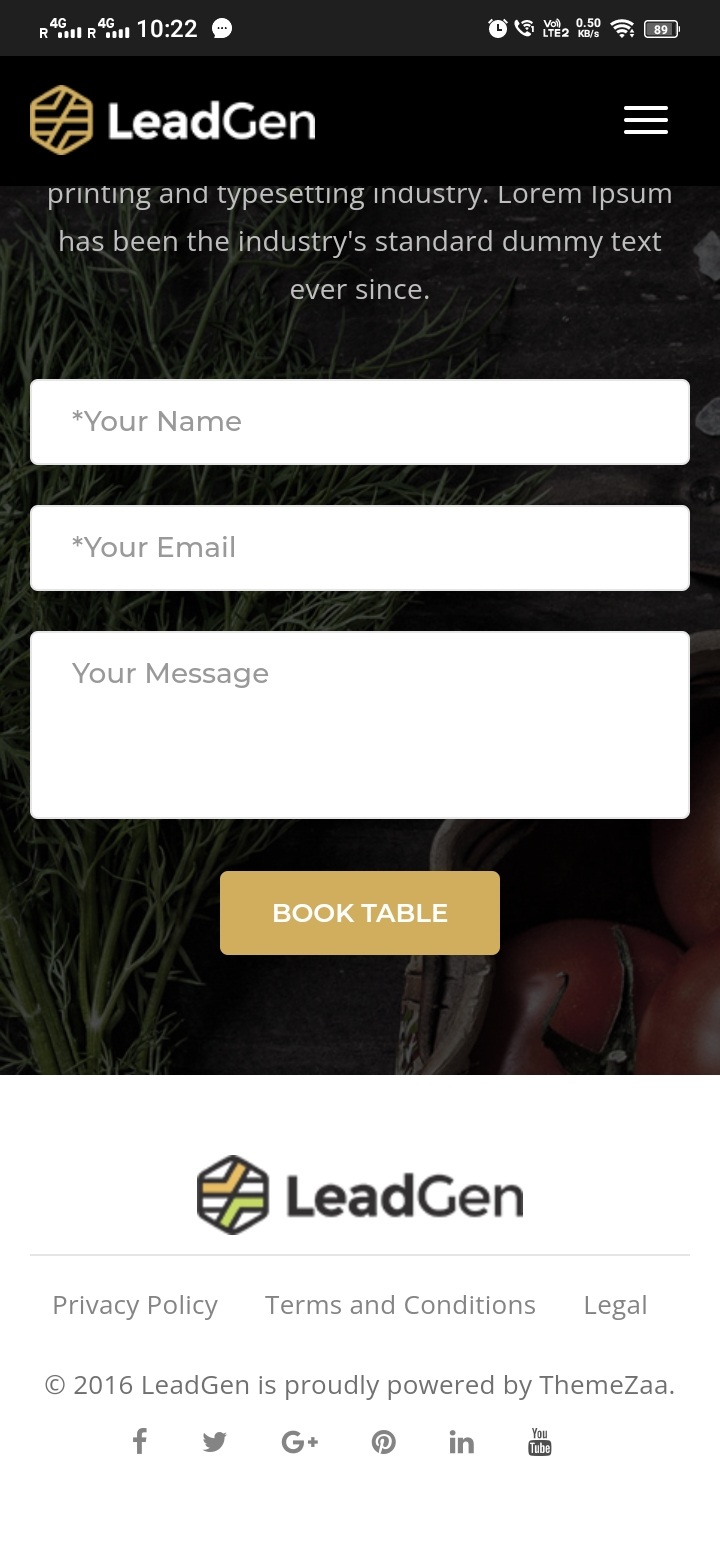 R 4G R 4G 10:22 Vo)) LTE2 0.50 KB/s 89
LeadGen
printing and typesetting industry. Lorem Ipsum
has been the industry's standard dummy text
ever since.
*Your Name
*Your Email
Your Message
BOOK TABLE
LeadGen
Privacy Policy Terms and Conditions Legal
© 2016 LeadGen is proudly powered by ThemeZaa.
f G+ in You Tube